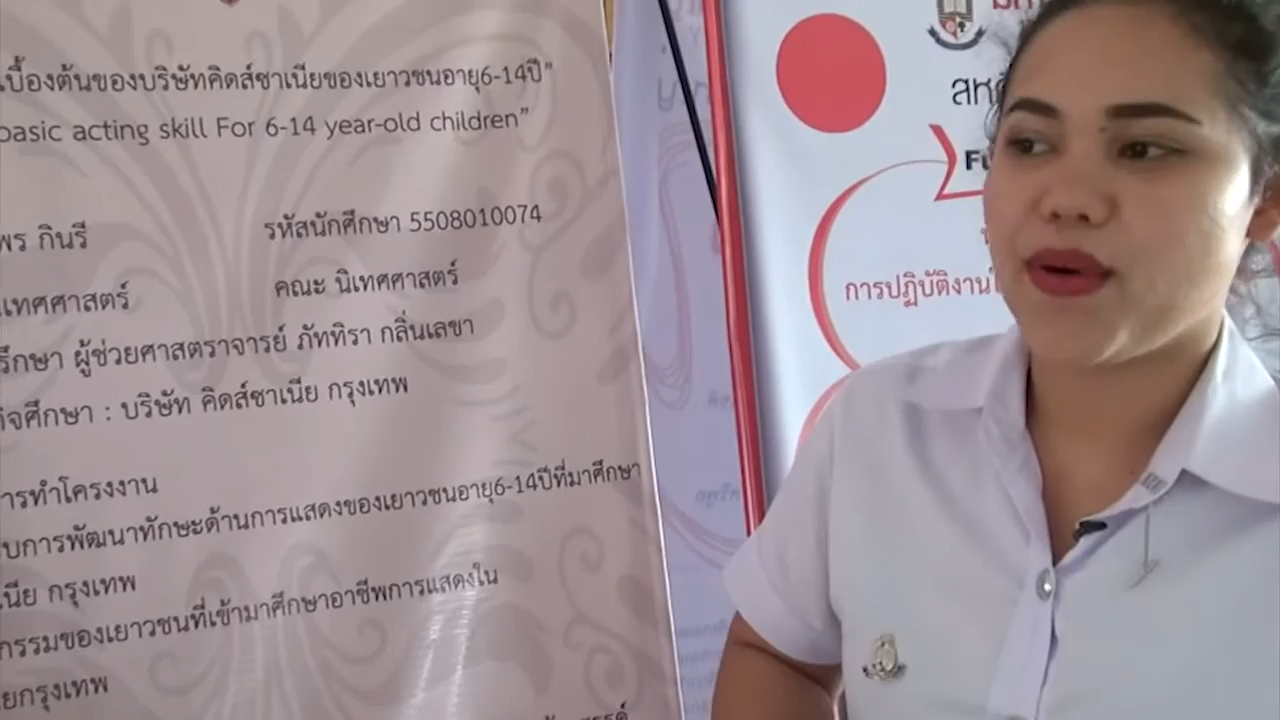 เบื้องต้นของบริษัทคิดส์ซาเนียของเยาวชนอายุ6-14ปี”
basic acting skill For 6-14 year-old children”
พร กินรี
รหัสนักศึกษา 5508010074
นิเทศศาสตร์
คณะ นิเทศศาสตร์
ปรึกษา ผู้ช่วยศาสตราจารย์ ภัททิรา กลิ่นเลขา
กิจศึกษา : บริษัท คิดส์ซาเนีย กรุงเทพ
การทำโครงงาน
การพัฒนาทักษะด้านการแสดงของเยาวชนอายุ6-14ปีที่มาศึกษา
เนีย กรุงเทพ
กรรมของเยาวชนที่เข้ามาศึกษาอาชีพการแสดงใน
ยกรุงเทพ
สหกิ
การปฏิบัติงาน